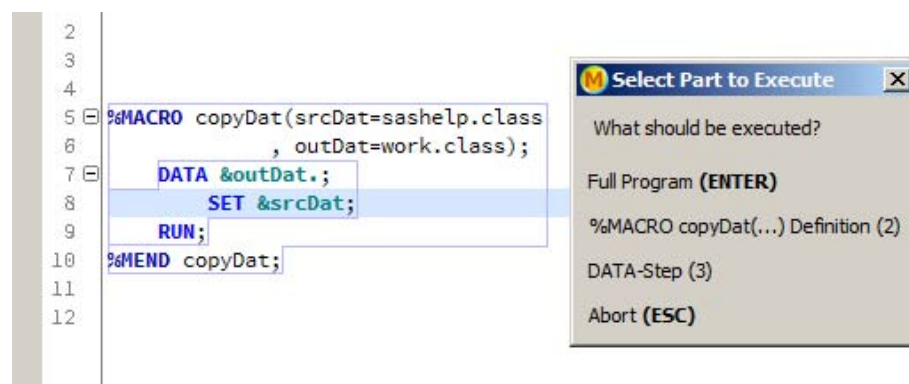 2
3
4
5 %MACRO copyDat(srcDat=sashelp.class
6 , outDat=work.class);
7 DATA &outDat.;
8 SET &srcDat;
9 RUN;
10 %MEND copyDat;
11
12
M Select Part to Execute X
What should be executed?
Full Program (ENTER)
%MACRO copyDat(...) Definition (2)
DATA-Step (3)
Abort (ESC)